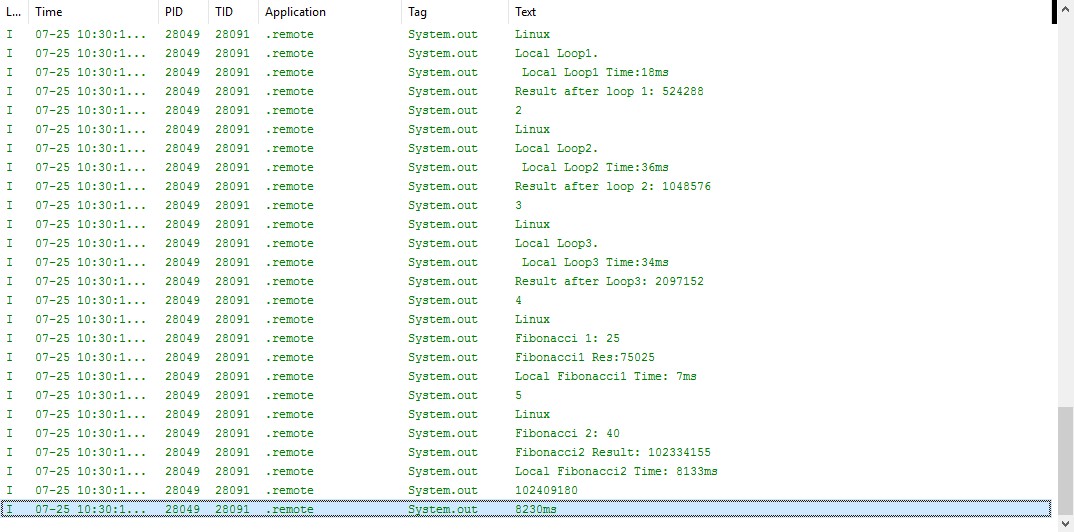 L... Time PID TID Application Tag Text
I 07-25 10:30:1... 28049 28091 .remote System.out Linux
I 07-25 10:30:1... 28049 28091 .remote System.out Local Loop1.
I 07-25 10:30:1... 28049 28091 .remote System.out Local Loop1 Time:18ms
I 07-25 10:30:1... 28049 28091 .remote System.out Result after loop 1: 524288
I 07-25 10:30:1... 28049 28091 .remote System.out 2
I 07-25 10:30:1... 28049 28091 .remote System.out Linux
I 07-25 10:30:1... 28049 28091 .remote System.out Local Loop2.
I 07-25 10:30:1... 28049 28091 .remote System.out Local Loop2 Time:36ms
I 07-25 10:30:1... 28049 28091 .remote System.out Result after loop 2: 1048576
I 07-25 10:30:1... 28049 28091 .remote System.out 3
I 07-25 10:30:1... 28049 28091 .remote System.out Linux
I 07-25 10:30:1... 28049 28091 .remote System.out Local Loop3.
I 07-25 10:30:1... 28049 28091 .remote System.out Local Loop3 Time:34ms
I 07-25 10:30:1... 28049 28091 .remote System.out Result after Loop3: 2097152
I 07-25 10:30:1... 28049 28091 .remote System.out 4
I 07-25 10:30:1... 28049 28091 .remote System.out Linux
I 07-25 10:30:1... 28049 28091 .remote System.out Fibonacci 1: 25
I 07-25 10:30:1... 28049 28091 .remote System.out Fibonacci1 Res:75025
I 07-25 10:30:1... 28049 28091 .remote System.out Local Fibonacci1 Time: 7ms
I 07-25 10:30:1... 28049 28091 .remote System.out 5
I 07-25 10:30:1... 28049 28091 .remote System.out Linux
I 07-25 10:30:1... 28049 28091 .remote System.out Fibonacci 2: 40
I 07-25 10:30:1... 28049 28091 .remote System.out Fibonacci2 Result: 102334155
I 07-25 10:30:1... 28049 28091 .remote System.out Local Fibonacci2 Time: 8133ms
I 07-25 10:30:1... 28049 28091 .remote System.out 102409180
I 07-25 10:30:1... 28049 28091 .remote System.out 8230ms